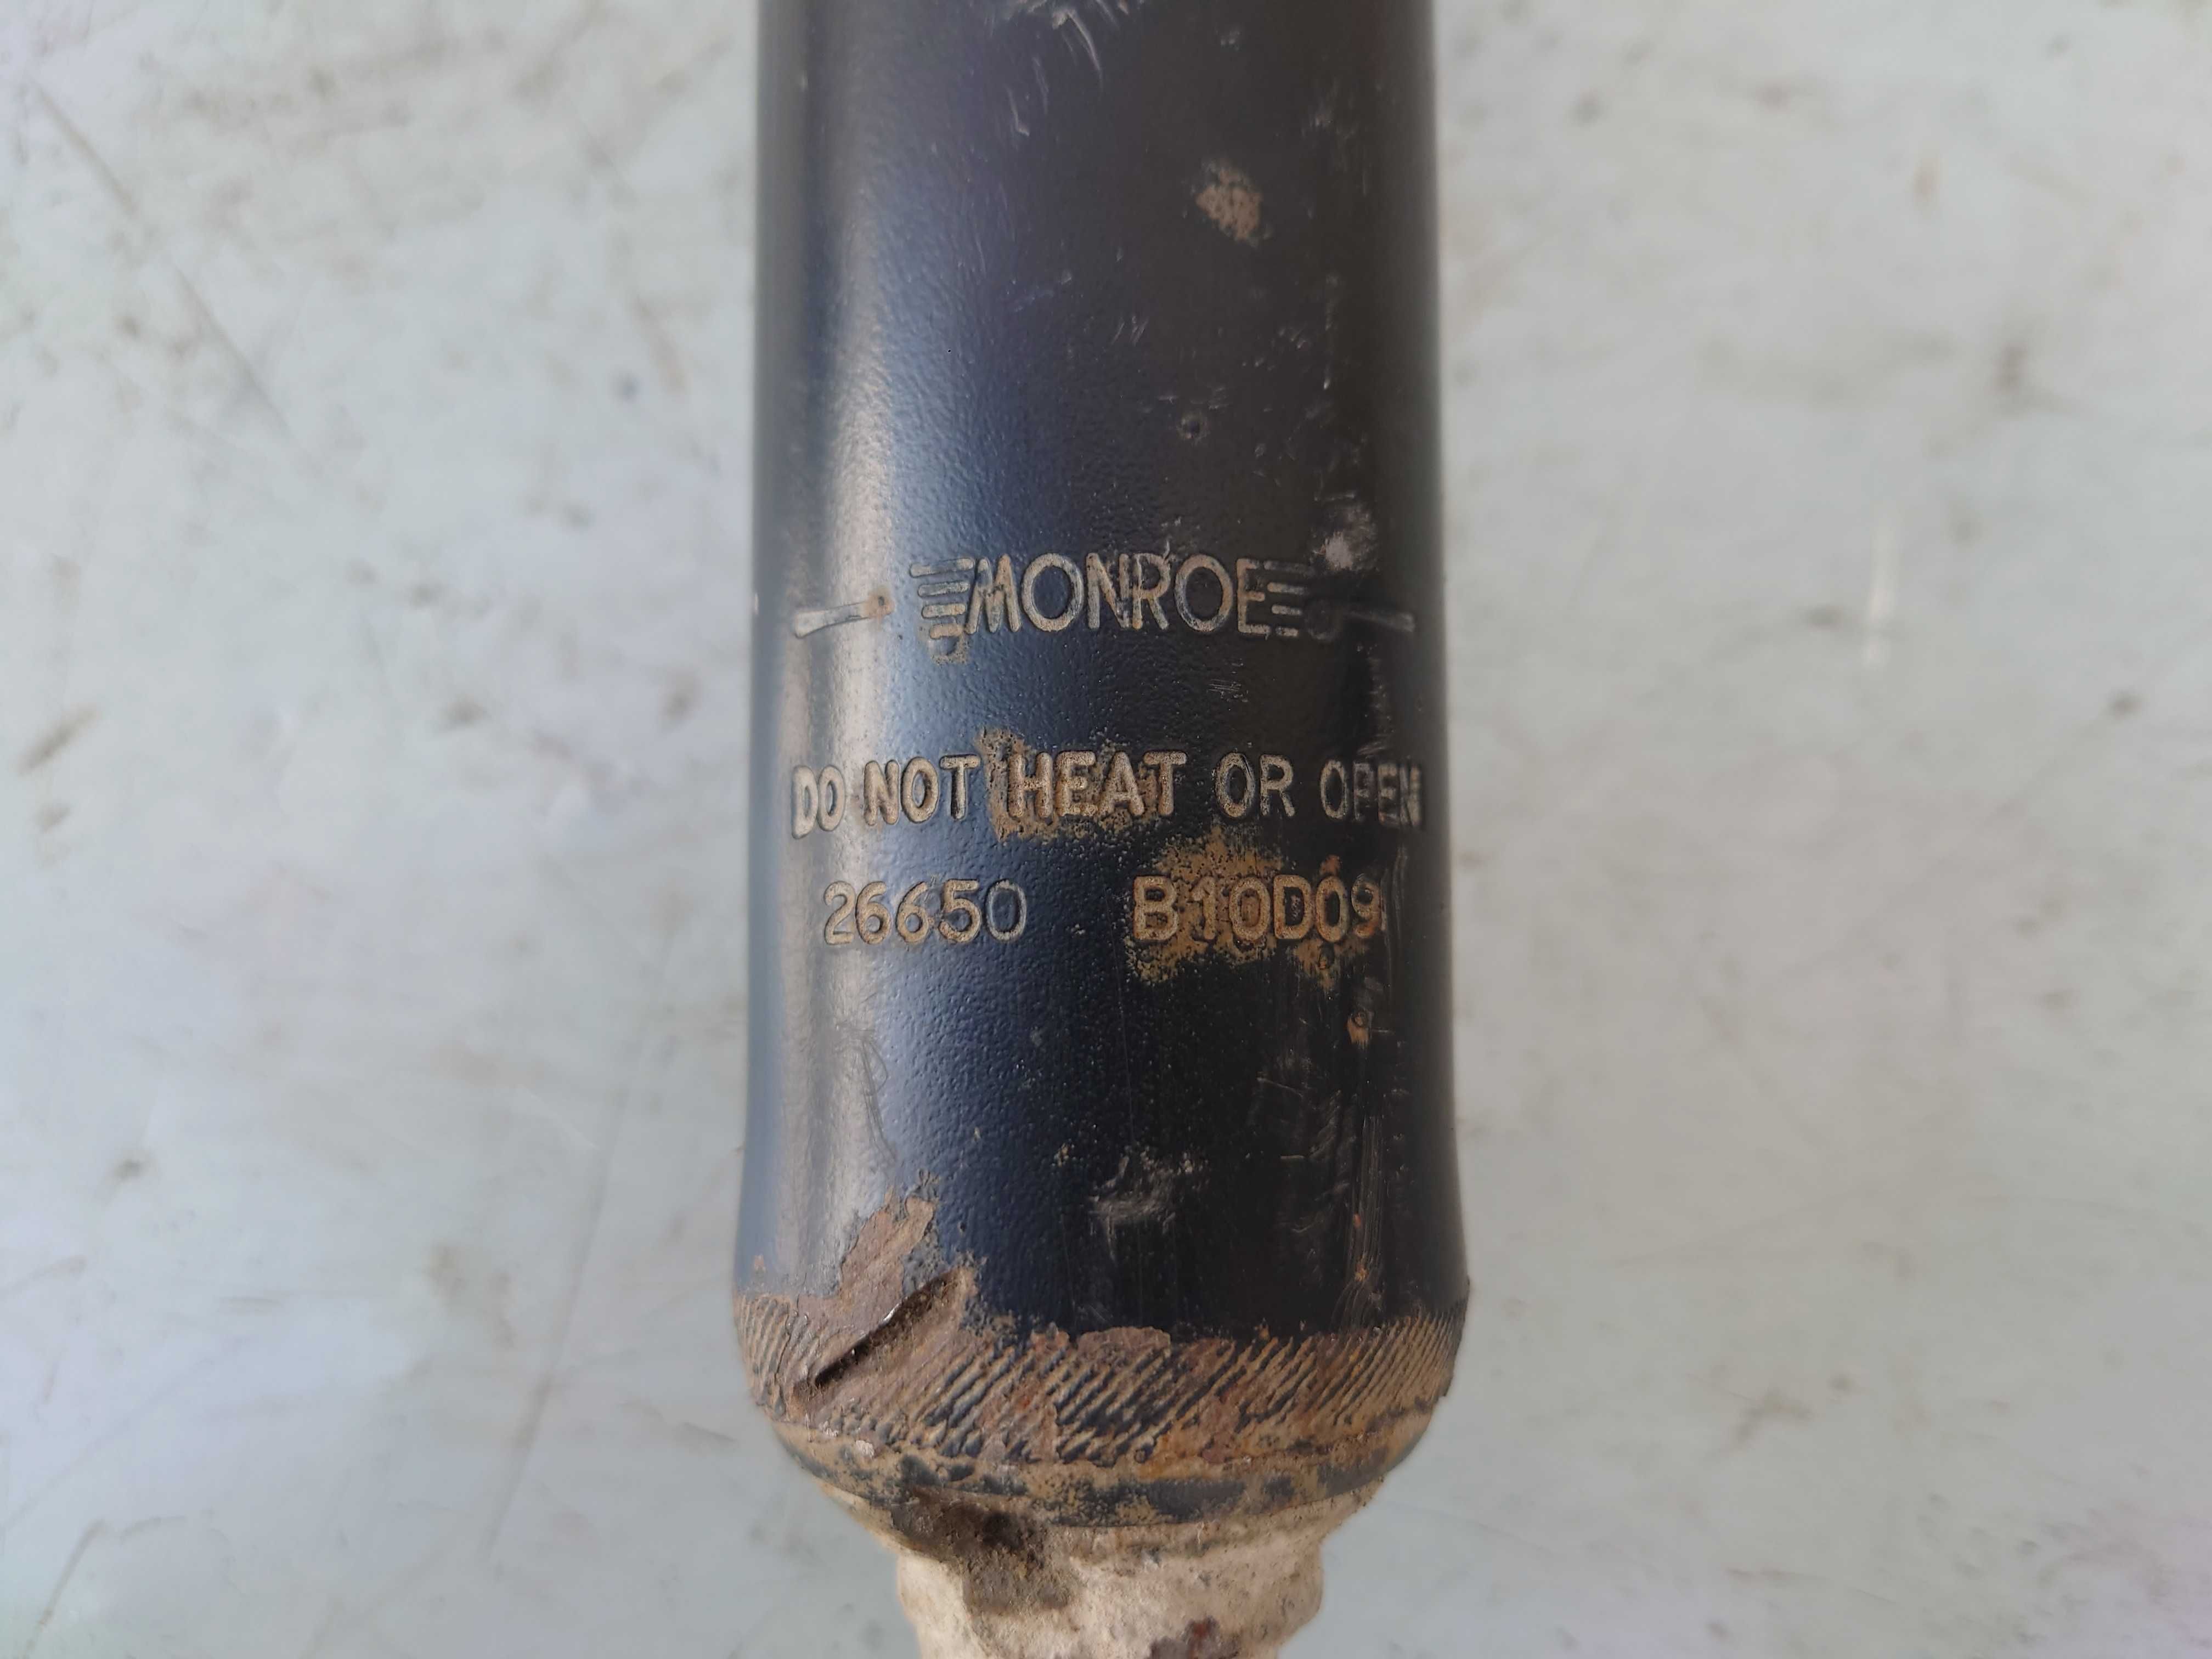 MONROE
DO NOT HEAT OR OPEN
26650 B10D09